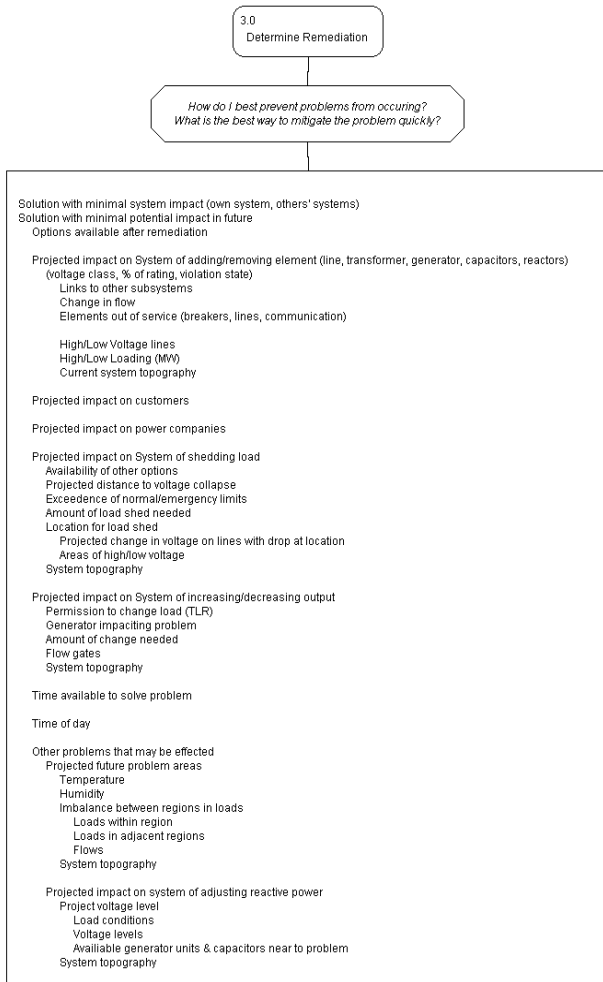 3.0
Determine Remediation
How do I best prevent problems from occuring?
What is the best way to mitigate the problem quickly?
Solution with minimal system impact (own system, others' systems)
Solution with minimal potential impact in future
Options available after remediation
Projected impact on System of adding/removing element (line, transformer, generator, capacitors, reactors)
(voltage class, % of rating, violation state)
Links to other subsystems
Change in flow
Elements out of service (breakers, lines, communication)
High/Low Voltage lines
High/Low Loading (MW)
Current system topography
Projected impact on customers
Projected impact on power companies
Projected impact on System of shedding load
Availability of other options
Projected distance to voltage collapse
Exceedence of normal/emergency limits
Amount of load shed needed
Location for load shed
Projected change in voltage on lines with drop at location
Areas of high/low voltage
System topography
Projected impact on System of increasing/decreasing output
Permission to change load (TLR)
Generator impaciting problem
Amount of change needed
Flow gates
System topography
Time available to solve problem
Time of day
Other problems that may be effected
Projected future problem areas
Temperature
Humidity
Imbalance between regions in loads
Loads within region
Loads in adjacent regions
Flows
System topography
Projected impact on system of adjusting reactive power
Project voltage level
Load conditions
Voltage levels
Availiable generator units & capacitors near to problem
System topography